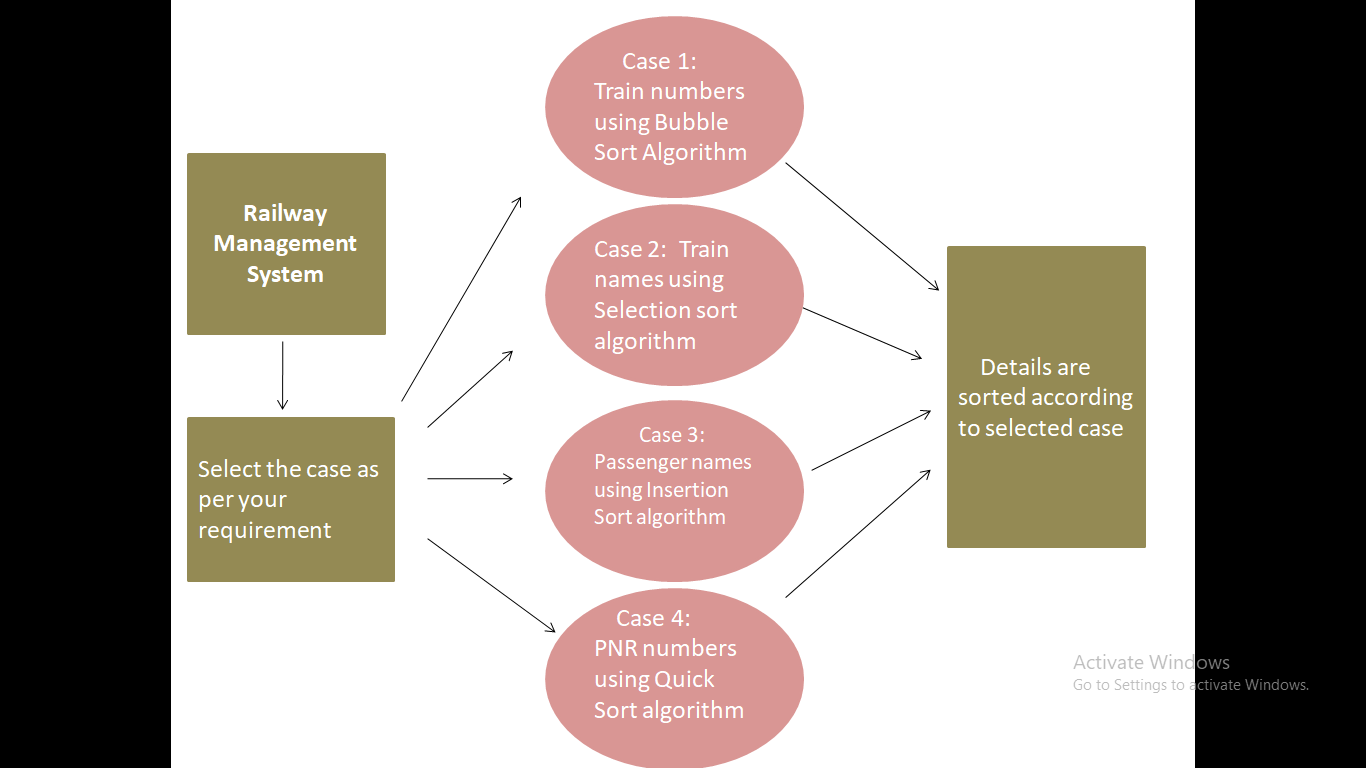 Railway
Management
System
Select the case as
per your
requirement
Case 1:
Train numbers
using Bubble
Sort Algorithm
Case 2: Train
names using
Selection sort
algorithm
Case 3:
Passenger names
using Insertion
Sort algorithm
Case 4:
PNR numbers
using Quick
Sort algorithm
Details are
sorted according
to selected case
Activate Windows
Go to Settings to activate Windows.